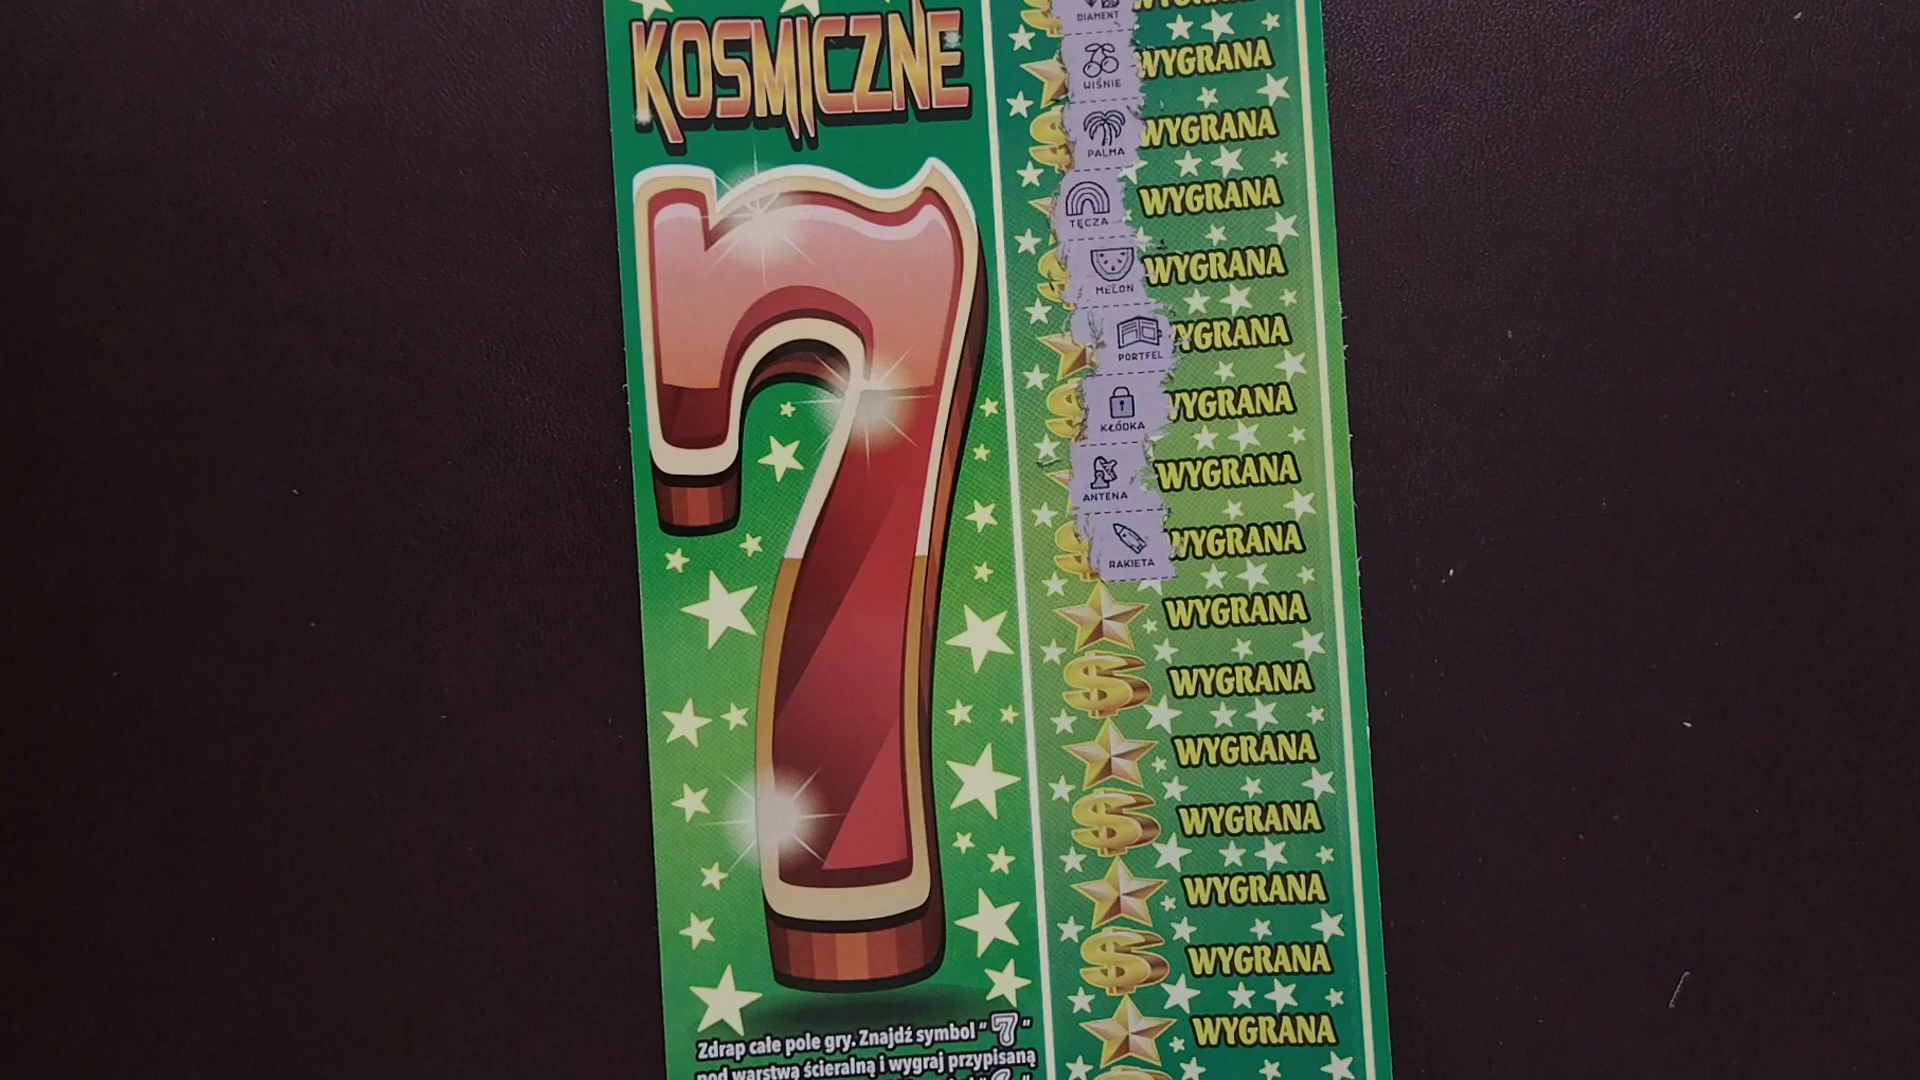 KOSMICZNE
DIAMENT
WIŚNIE WYGRANA
PALMA WYGRANA
TĘCZA WYGRANA
MELON WYGRANA
PORTFEL WYGRANA
KŁÓDKA WYGRANA
ANTENA WYGRANA
RAKIETA WYGRANA
WYGRANA
WYGRANA
WYGRANA
WYGRANA
WYGRANA
WYGRANA
WYGRANA
7
Zdrap całe pole gry. Znajdź symbol "7"
pod warstwą ścieralną i wygraj przypisaną